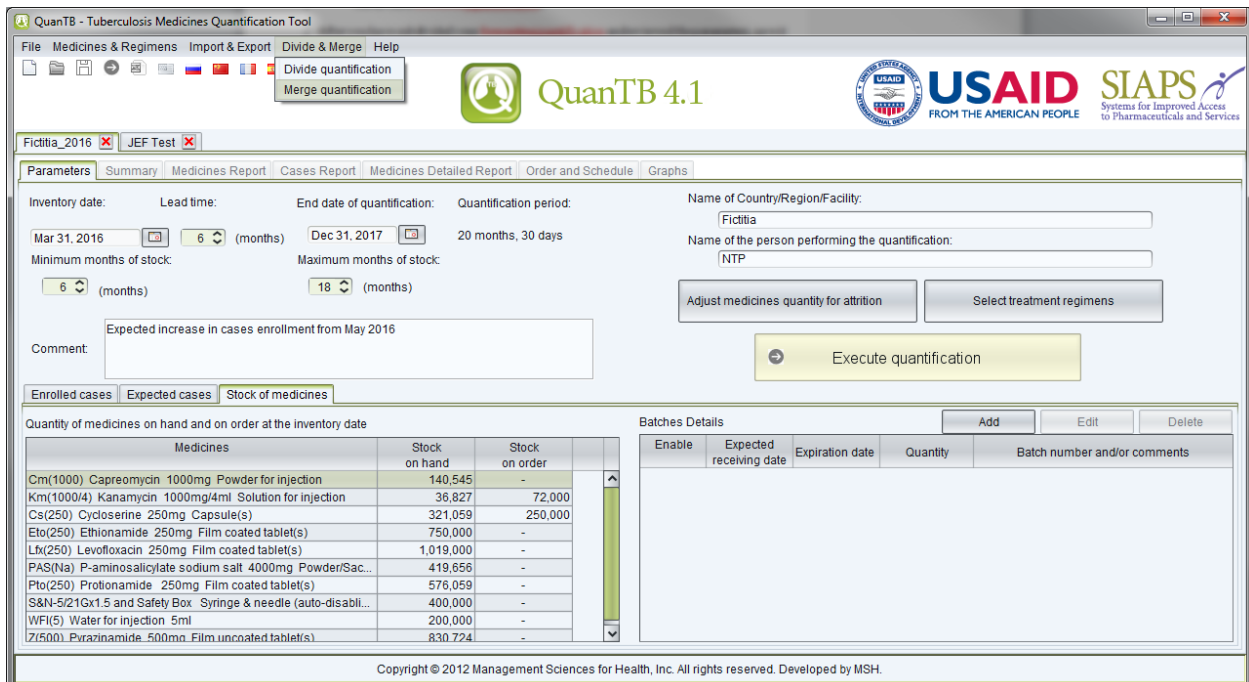 QuanTB - Tuberculosis Medicines Quantification Tool
File Medicines & Regimens Import & Export Divide & Merge Help
Divide quantification
Merge quantification
QuanTB 4.1
UNITED STATES AGENCY
USAID
INTERNATIONAL DEVELOPMENT
USAID
FROM THE AMERICAN PEOPLE
SIAPS
Systems for Improved Access
to Pharmaceuticals and Services
Fictitia_2016 JEF Test
Parameters Summary Medicines Report Cases Report Medicines Detailed Report Order and Schedule Graphs
Inventory date: Lead time: End date of quantification: Quantification period:
Mar 31, 2016 6 (months) Dec 31, 2017 20 months, 30 days
Minimum months of stock: Maximum months of stock:
6 (months) 18 (months)
Name of Country/Region/Facility:
Fictitia
Name of the person performing the quantification:
NTP
Adjust medicines quantity for attrition Select treatment regimens
Comment: Expected increase in cases enrollment from May 2016
Execute quantification
Enrolled cases Expected cases Stock of medicines
Quantity of medicines on hand and on order at the inventory date
Medicines Stock on hand Stock on order
Cm(1000) Capreomycin 1000mg Powder for injection 140,545 -
Km(1000/4) Kanamycin 1000mg/4ml Solution for injection 36,827 72,000
Cs(250) Cycloserine 250mg Capsule(s) 321,059 250,000
Eto(250) Ethionamide 250mg Film coated tablet(s) 750,000 -
Lfx(250) Levofloxacin 250mg Film coated tablet(s) 1,019,000 -
PAS(Na) P-aminosalicylate sodium salt 4000mg Powder/Sac... 419,656 -
Pto(250) Protionamide 250mg Film coated tablet(s) 576,059 -
S&N-5/21Gx1.5 and Safety Box Syringe & needle (auto-disabli... 400,000 -
WFI(5) Water for injection 5ml 200,000 -
Z(500) Pyrazinamide 500mg Film uncoated tablet(s) 830,724 -
Batches Details Add Edit Delete
Enable Expected receiving date Expiration date Quantity Batch number and/or comments
Copyright © 2012 Management Sciences for Health, Inc. All rights reserved. Developed by MSH.